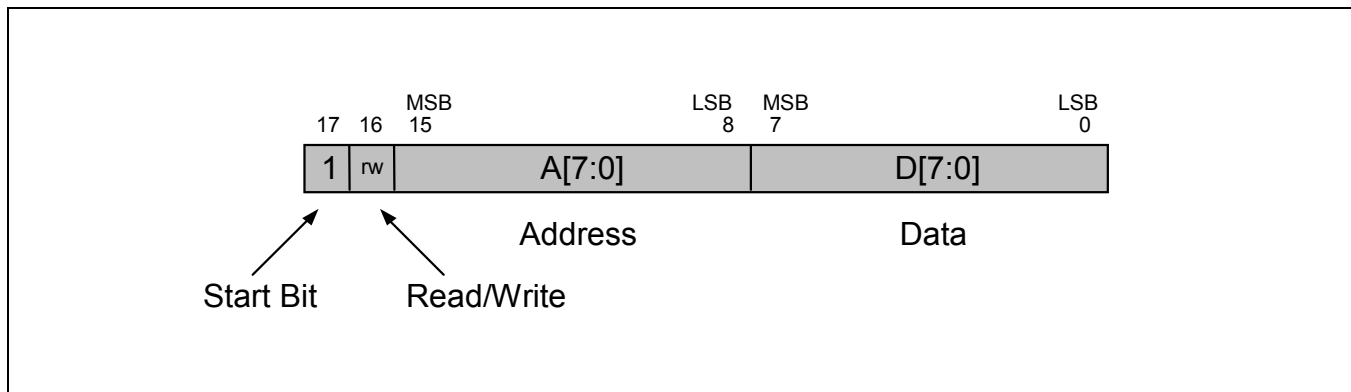 MSB LSB MSB LSB
17 16 15 8 7 0
1 rw A[7:0] D[7:0]
Address Data
Start Bit Read/Write